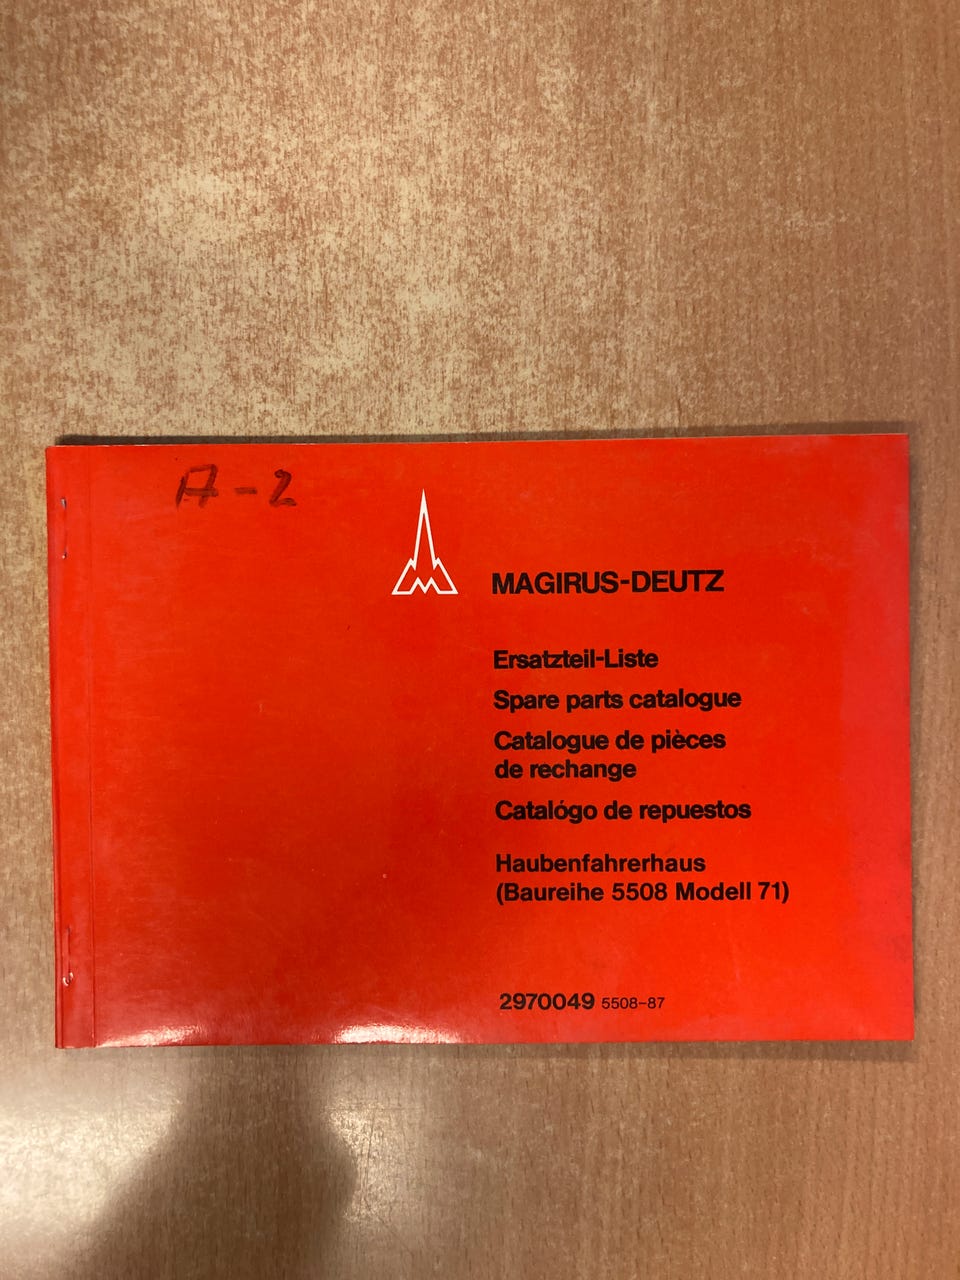 A-2
MAGIRUS-DEUTZ
Ersatzteil-Liste
Spare parts catalogue
Catalogue de pièces
de rechange
Catalógo de repuestos
Haubenfahrerhaus
(Baureihe 5508 Modell 71)
2970049 5508-87